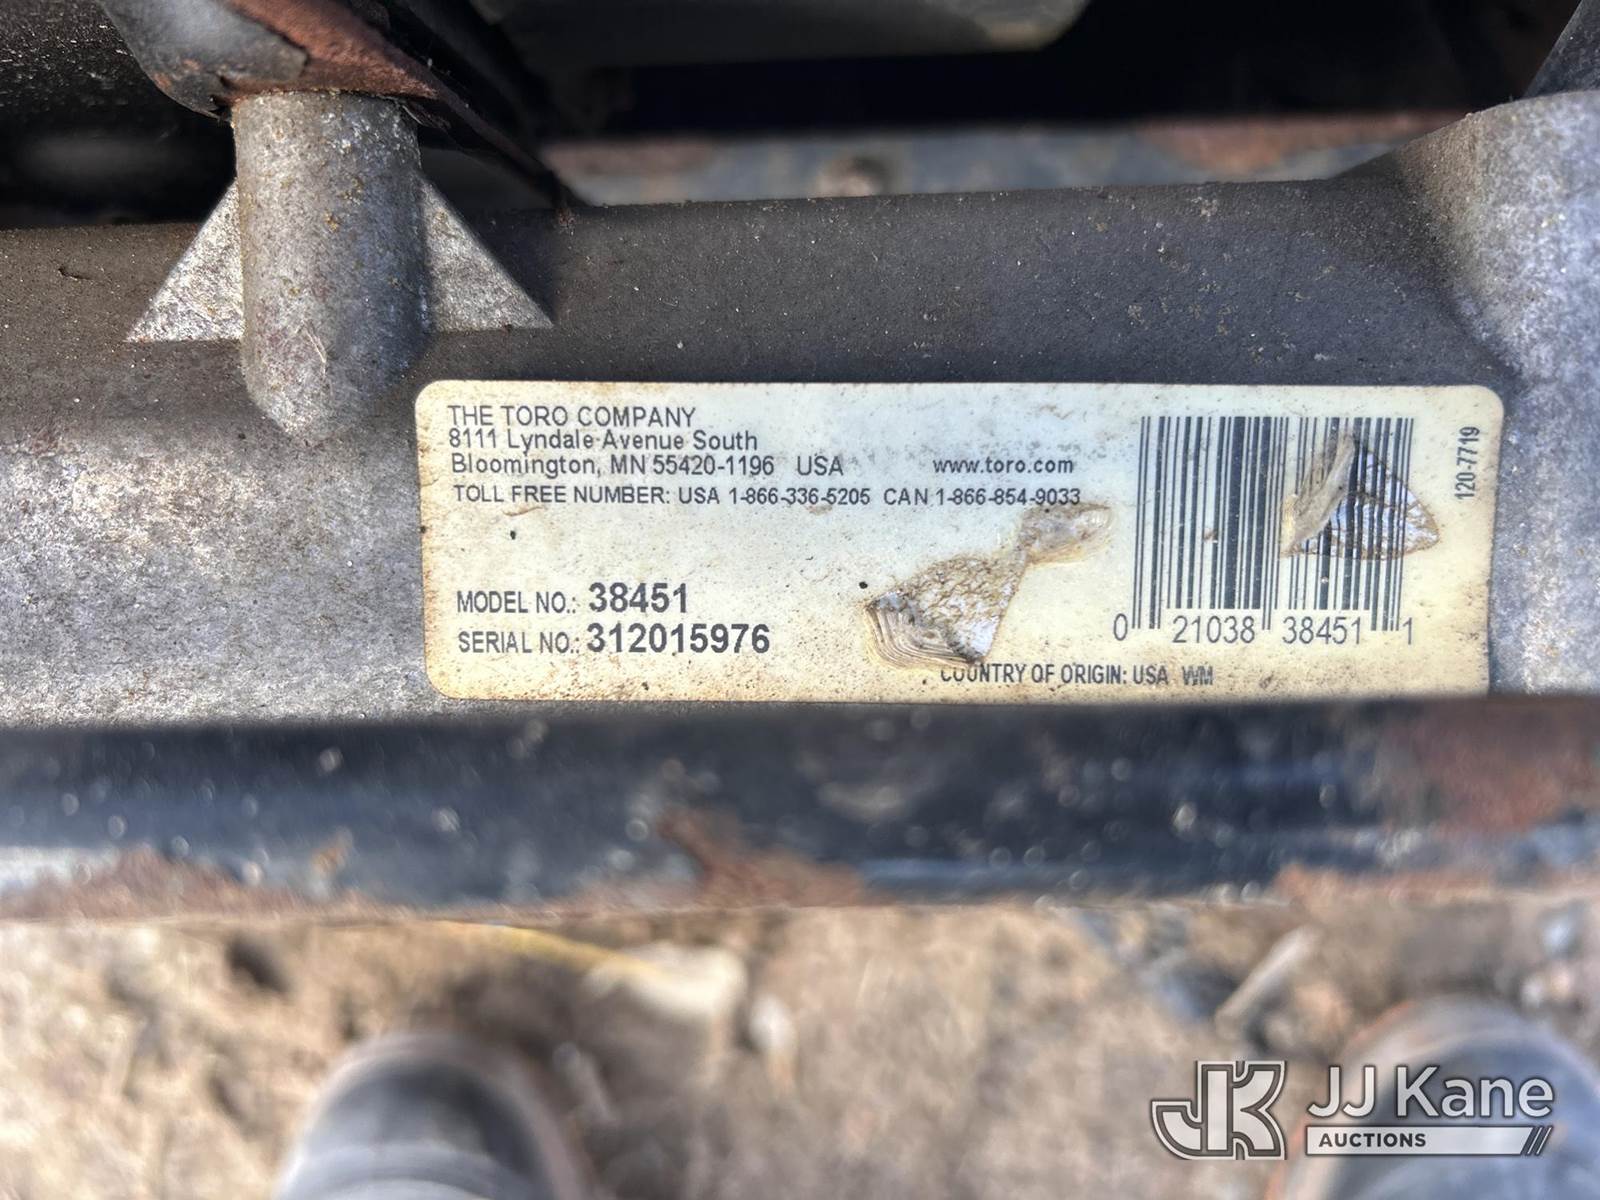 THE TORO COMPANY
8111 Lyndale Avenue South
Bloomington, MN 55420-1196 USA www.toro.com
TOLL FREE NUMBER: USA 1-866-336-5205 CAN 1-866-854-9033
MODEL NO.: 38451
SERIAL NO.: 312015976
COUNTRY OF ORIGIN: USA WM
0 21038 38451 1
120-7719
JK JJ Kane
AUCTIONS